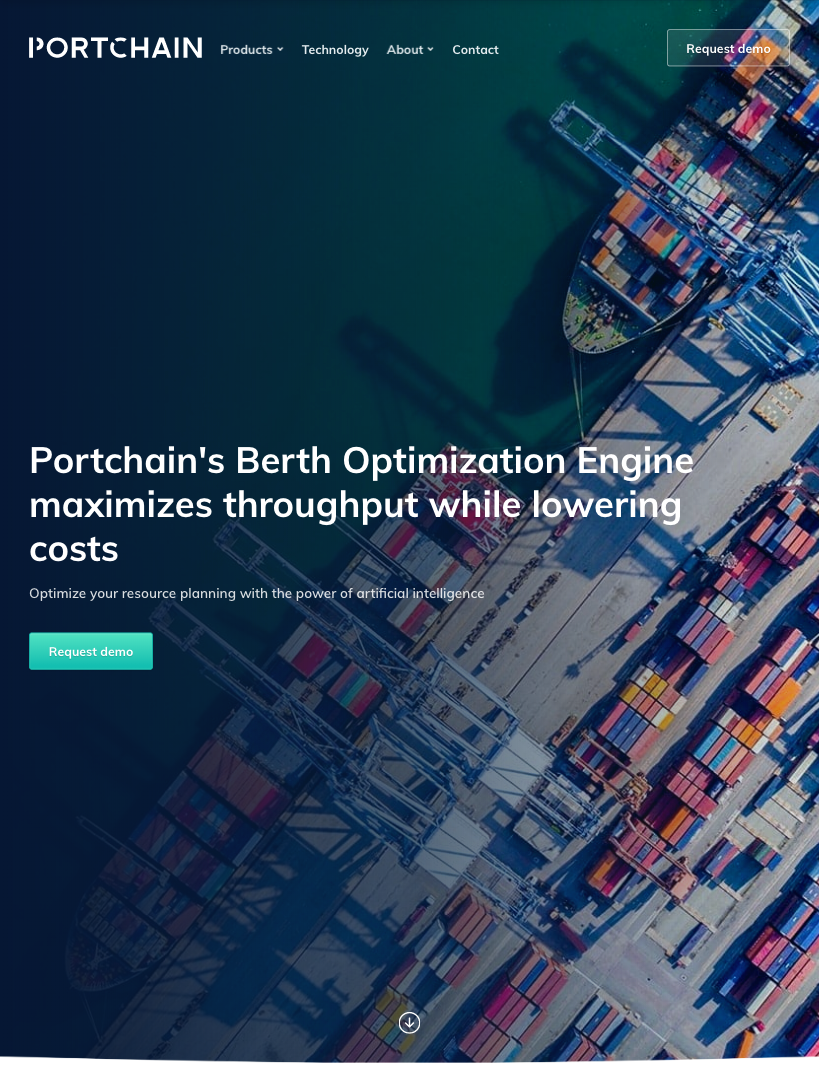 PORTCHAIN
Products
Technology
About
Contact
Request demo
Portchain's Berth Optimization Engine
maximizes throughput while lowering
costs
Optimize your resource planning with the power of artificial intelligence
Request demo